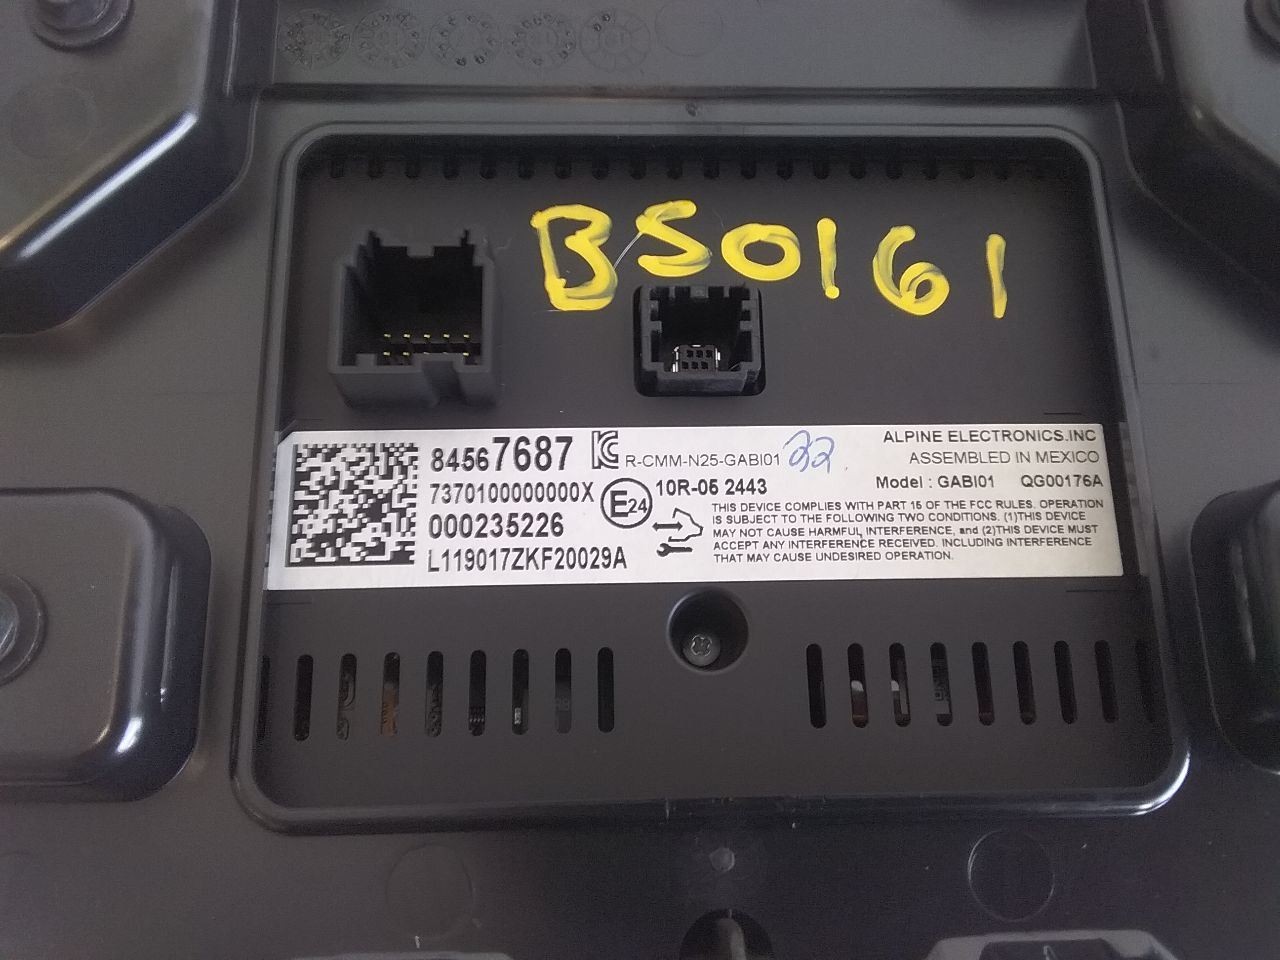 BS0161
84567687
R-CMM-N25-GABI01
22
ALPINE ELECTRONICS.INC
ASSEMBLED IN MEXICO
7370100000000X
E24
10R-06 2443
Model : GABI01 QG00176A
000235226
L119017ZKF20029A
THIS DEVICE COMPLIES WITH PART 15 OF THE FCC RULES. OPERATION
IS SUBJECT TO THE FOLLOWING TWO CONDITIONS. (1)THIS DEVICE
MAY NOT CAUSE HARMFUL INTERFERENCE, and (2)THIS DEVICE MUST
ACCEPT ANY INTERFERENCE RECEIVED. INCLUDING INTERFERENCE
THAT MAY CAUSE UNDESIRED OPERATION.